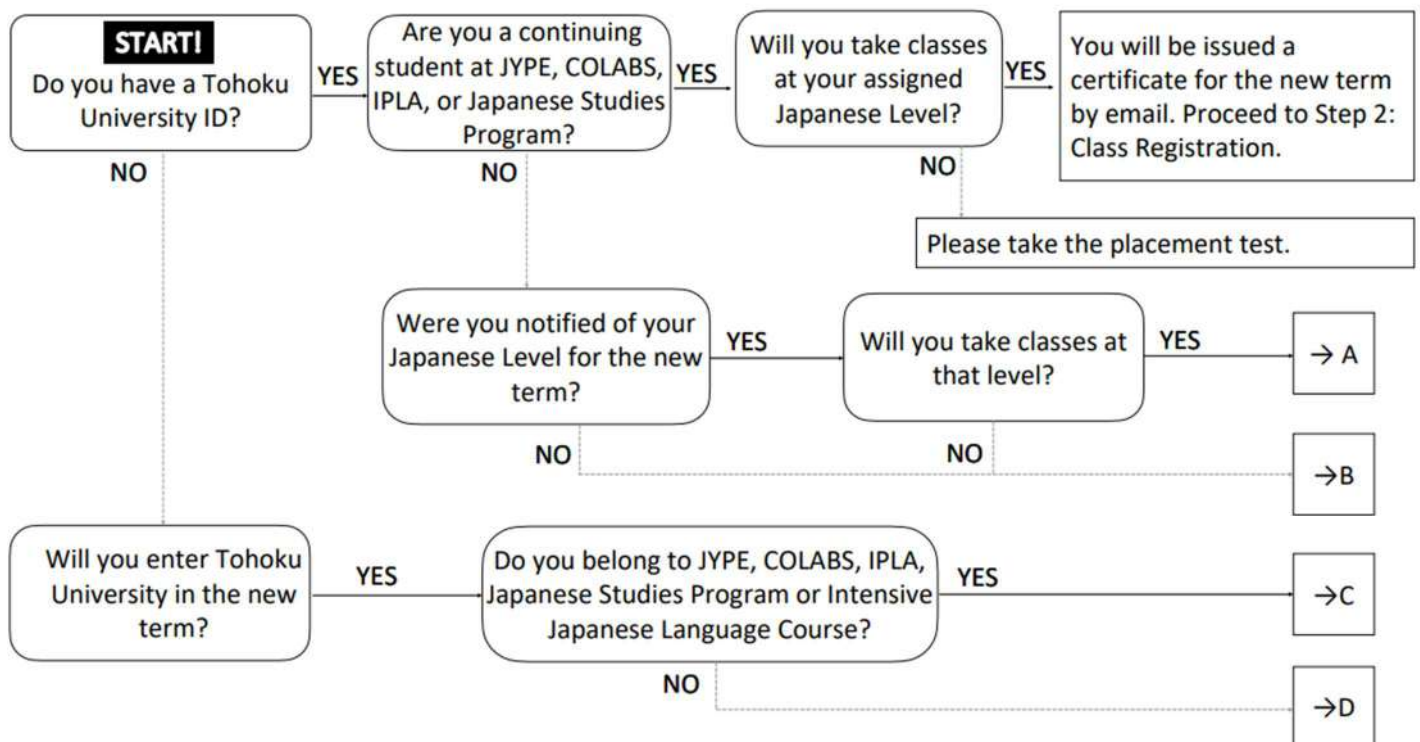 START!
Do you have a Tohoku
University ID?
YES
NO
Are you a continuing
student at JYPE, COLABS,
IPLA, or Japanese Studies
Program?
YES
NO
Will you take classes
at your assigned
Japanese Level?
YES
NO
You will be issued a
certificate for the new term
by email. Proceed to Step 2:
Class Registration.
Please take the placement test.
Were you notified of your
Japanese Level for the new
term?
YES
NO
Will you take classes at
that level?
YES
NO
→ A
→B
Will you enter Tohoku
University in the new
term?
YES
Do you belong to JYPE, COLABS, IPLA,
Japanese Studies Program or Intensive
Japanese Language Course?
YES
NO
→C
→D